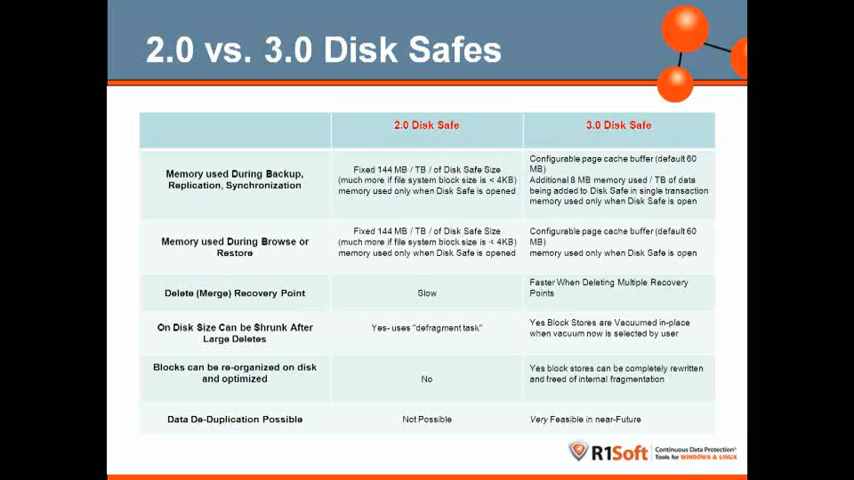 2.0 vs. 3.0 Disk Safes
2.0 Disk Safe
3.0 Disk Safe
Memory used During Backup,
Replication, Synchronization
Fixed 144 MB / TB / of Disk Safe Size
(much more if file system block size is < 4KB)
memory used only when Disk Safe is opened
Configurable page cache buffer (default 60
MB)
Additional 8 MB memory used / TB of data
being added to Disk Safe in single transaction
memory used only when Disk Safe is open
Memory used During Browse or
Restore
Fixed 144 MB / TB / of Disk Safe Size
(much more if file system block size is < 4KB)
memory used only when Disk Safe is opened
Configurable page cache buffer (default 60
MB)
memory used only when Disk Safe is open
Delete (Merge) Recovery Point
Slow
Faster When Deleting Multiple Recovery
Points
On Disk Size Can be Shrunk After
Large Deletes
Yes- uses "defragment task"
Yes Block Stores are Vacuumed in-place
when vacuum now is selected by user
Blocks can be re-organized on disk
and optimized
No
Yes block stores can be completely rewritten
and freed of internal fragmentation
Data De-Duplication Possible
Not Possible
Very Feasible in near-Future
R1Soft
Continuous Data Protection®
Tools for WINDOWS & LINUX